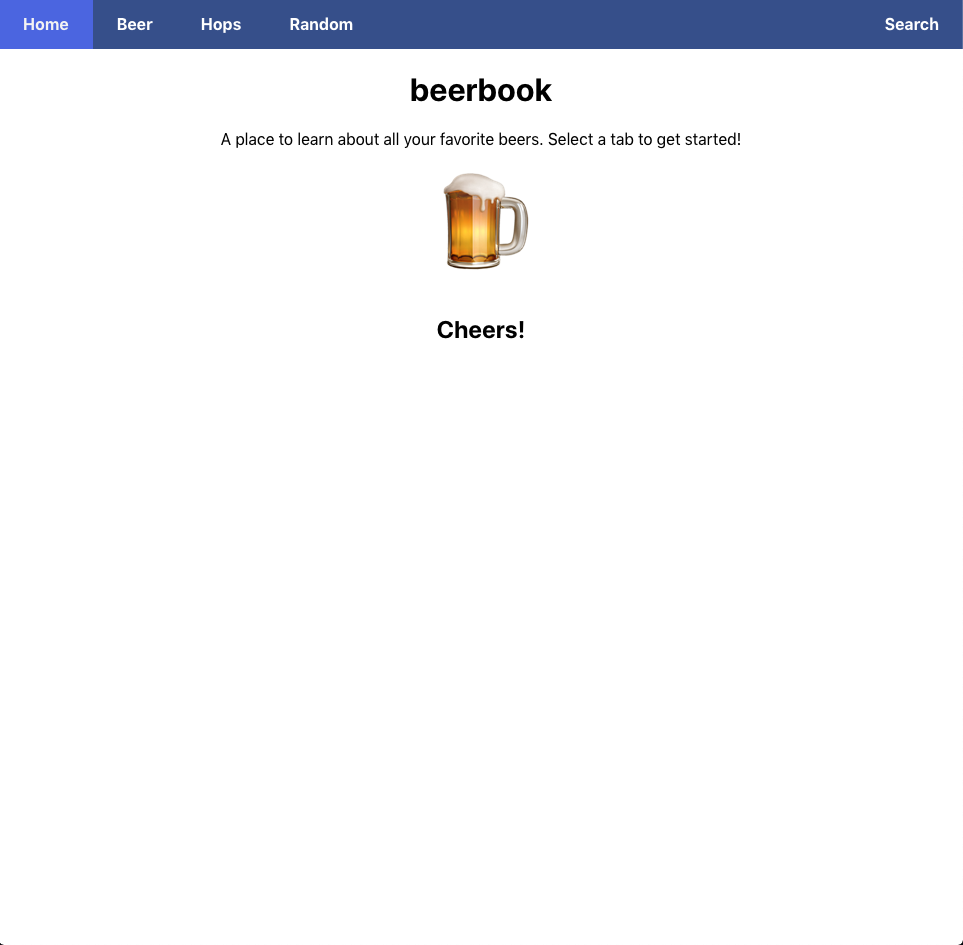 Home Beer Hops Random Search
beerbook
A place to learn about all your favorite beers. Select a tab to get started!
Cheers!